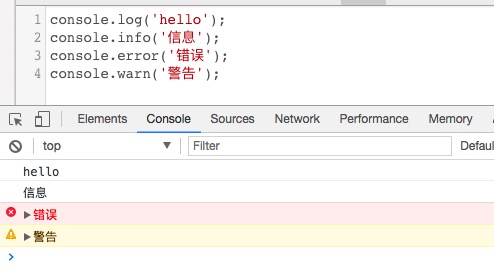 1 console.log('hello');
2 console.info('信息');
3 console.error('错误');
4 console.warn('警告');
Elements Console Sources Network Performance Memory
top Filter Defaul
hello
信息
错误
警告